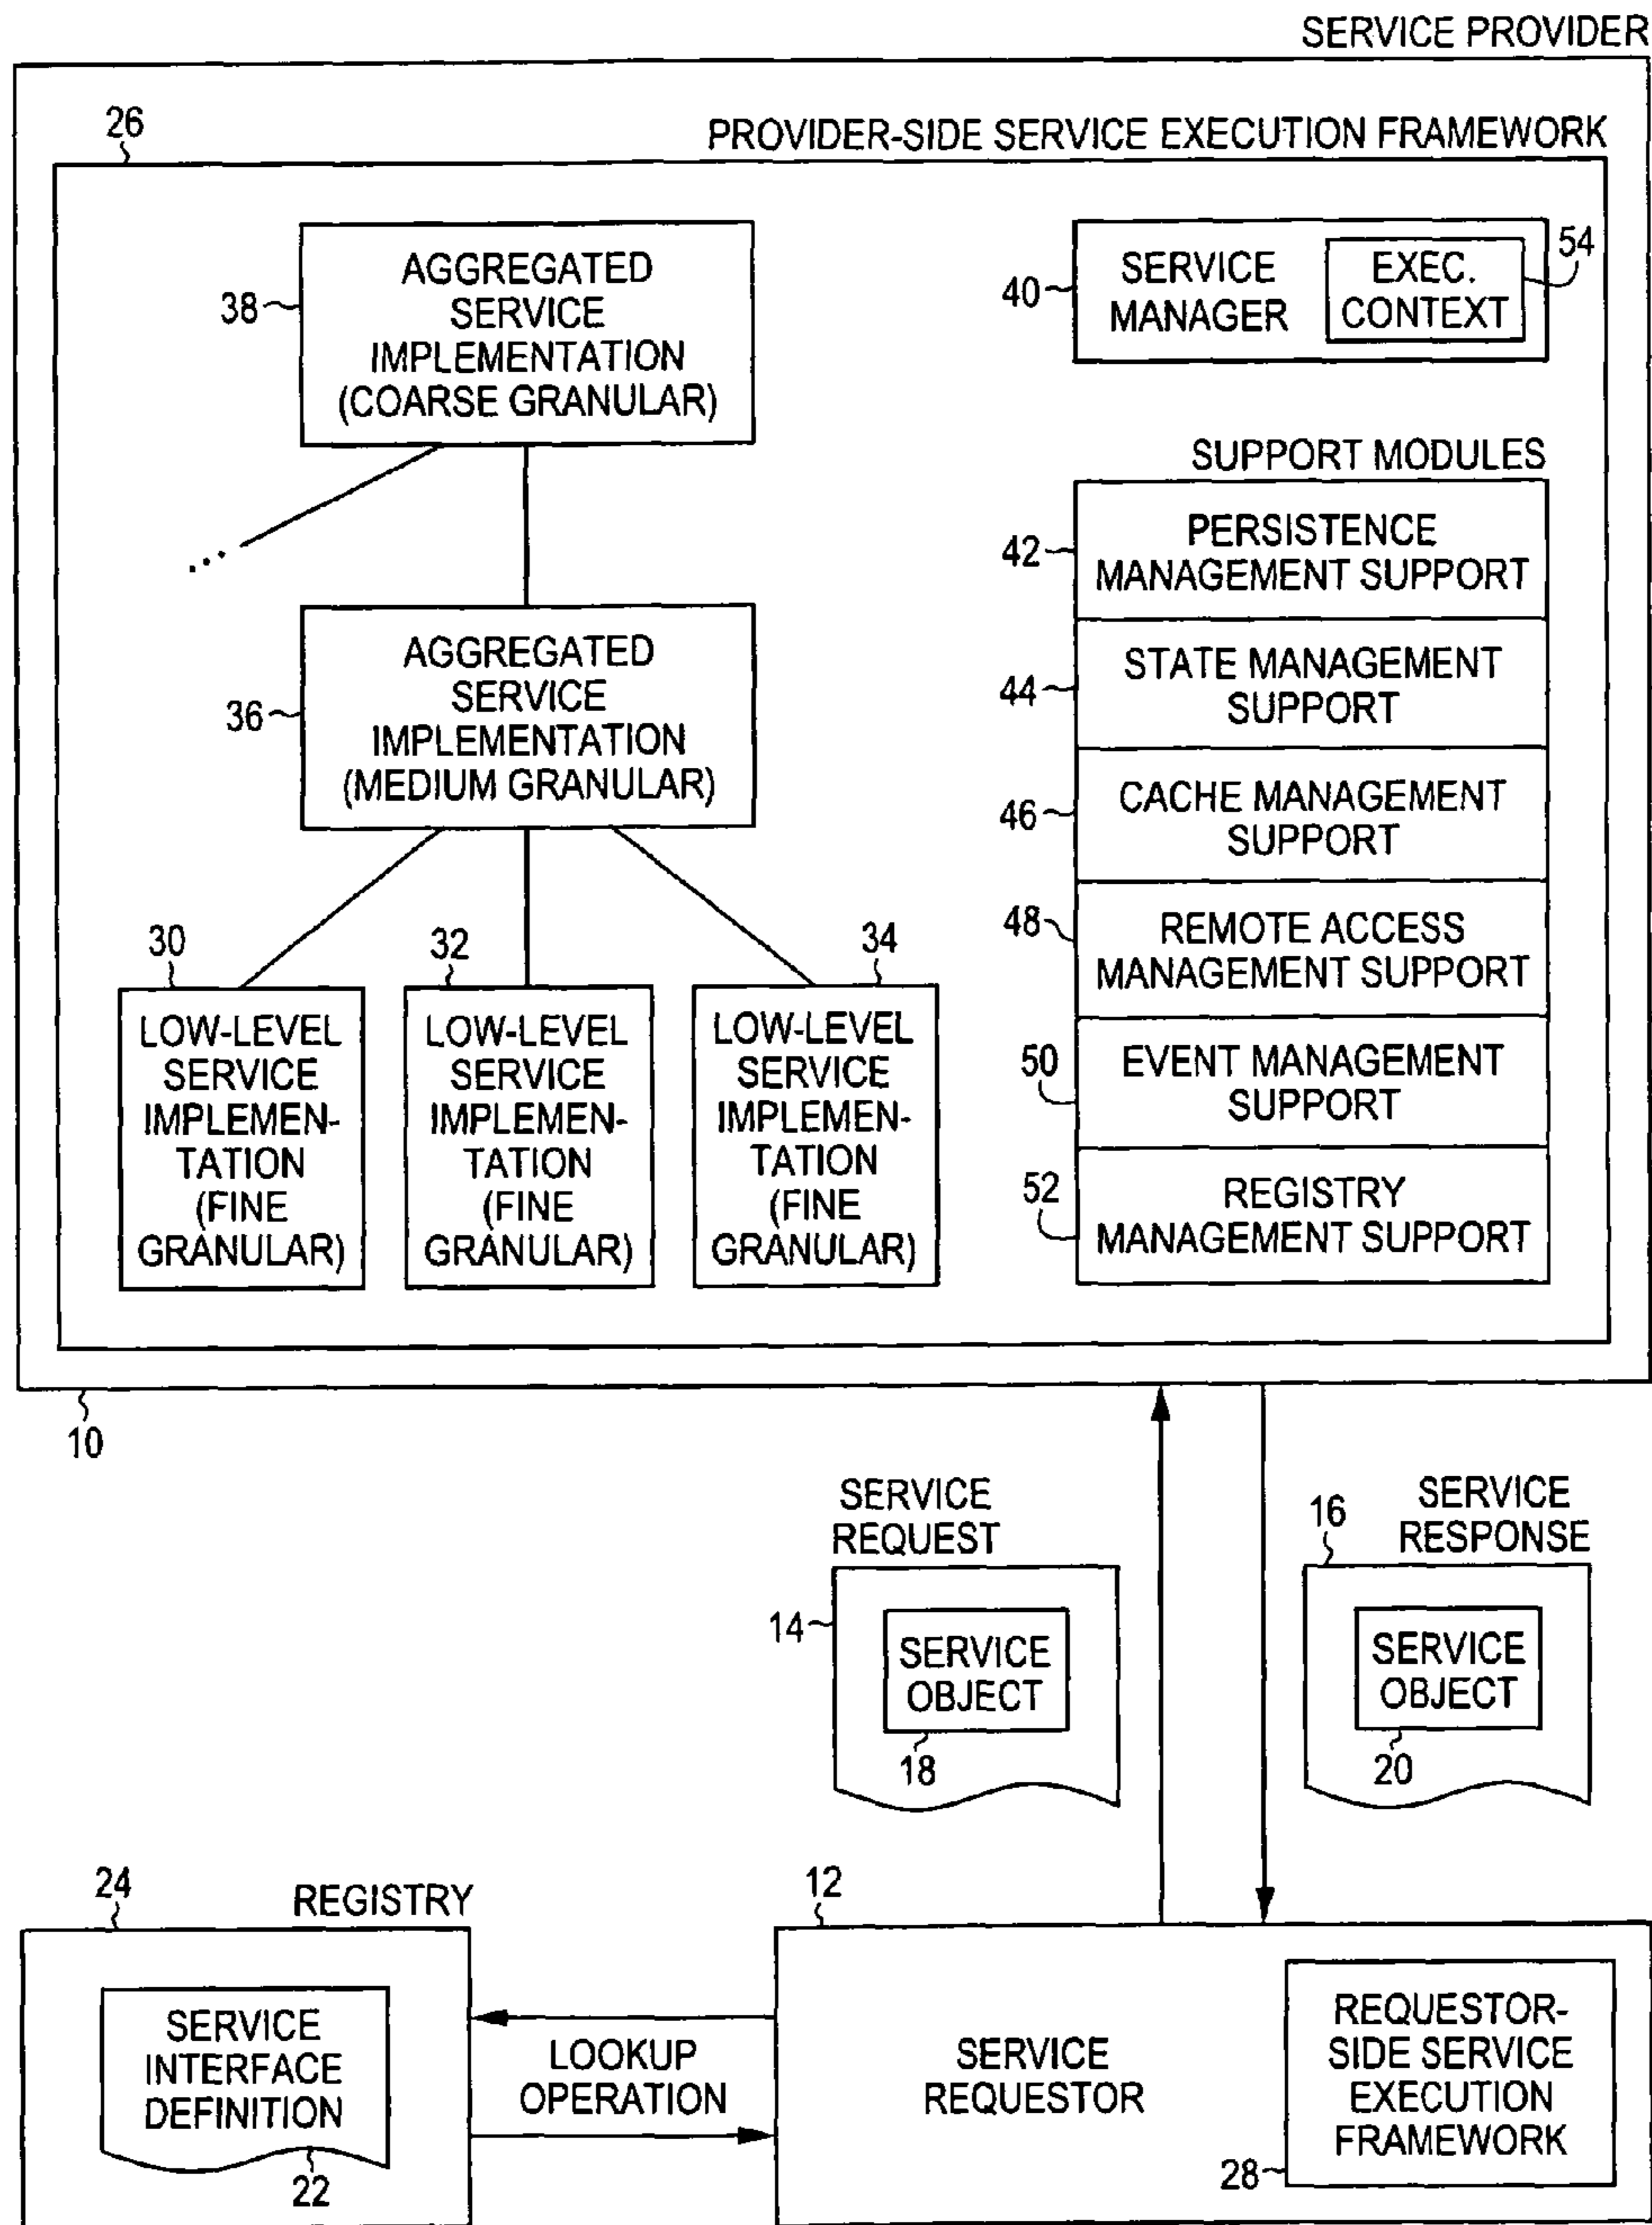 SERVICE PROVIDER
26
PROVIDER-SIDE SERVICE EXECUTION FRAMEWORK
38
AGGREGATED
SERVICE
IMPLEMENTATION
(COARSE GRANULAR)
40
SERVICE
MANAGER
EXEC.
CONTEXT
54
...
SUPPORT MODULES
42
PERSISTENCE
MANAGEMENT SUPPORT
44
STATE MANAGEMENT
SUPPORT
46
CACHE MANAGEMENT
SUPPORT
48
REMOTE ACCESS
MANAGEMENT SUPPORT
50
EVENT MANAGEMENT
SUPPORT
52
REGISTRY
MANAGEMENT SUPPORT
36
AGGREGATED
SERVICE
IMPLEMENTATION
(MEDIUM GRANULAR)
30
LOW-LEVEL
SERVICE
IMPLEMEN-
TATION
(FINE
GRANULAR)
32
LOW-LEVEL
SERVICE
IMPLEMEN-
TATION
(FINE
GRANULAR)
34
LOW-LEVEL
SERVICE
IMPLEMEN-
TATION
(FINE
GRANULAR)
10
SERVICE
REQUEST
14
SERVICE
OBJECT
18
16
SERVICE
RESPONSE
SERVICE
OBJECT
20
24
REGISTRY
SERVICE
INTERFACE
DEFINITION
22
LOOKUP
OPERATION
12
SERVICE
REQUESTOR
REQUESTOR-
SIDE SERVICE
EXECUTION
FRAMEWORK
28